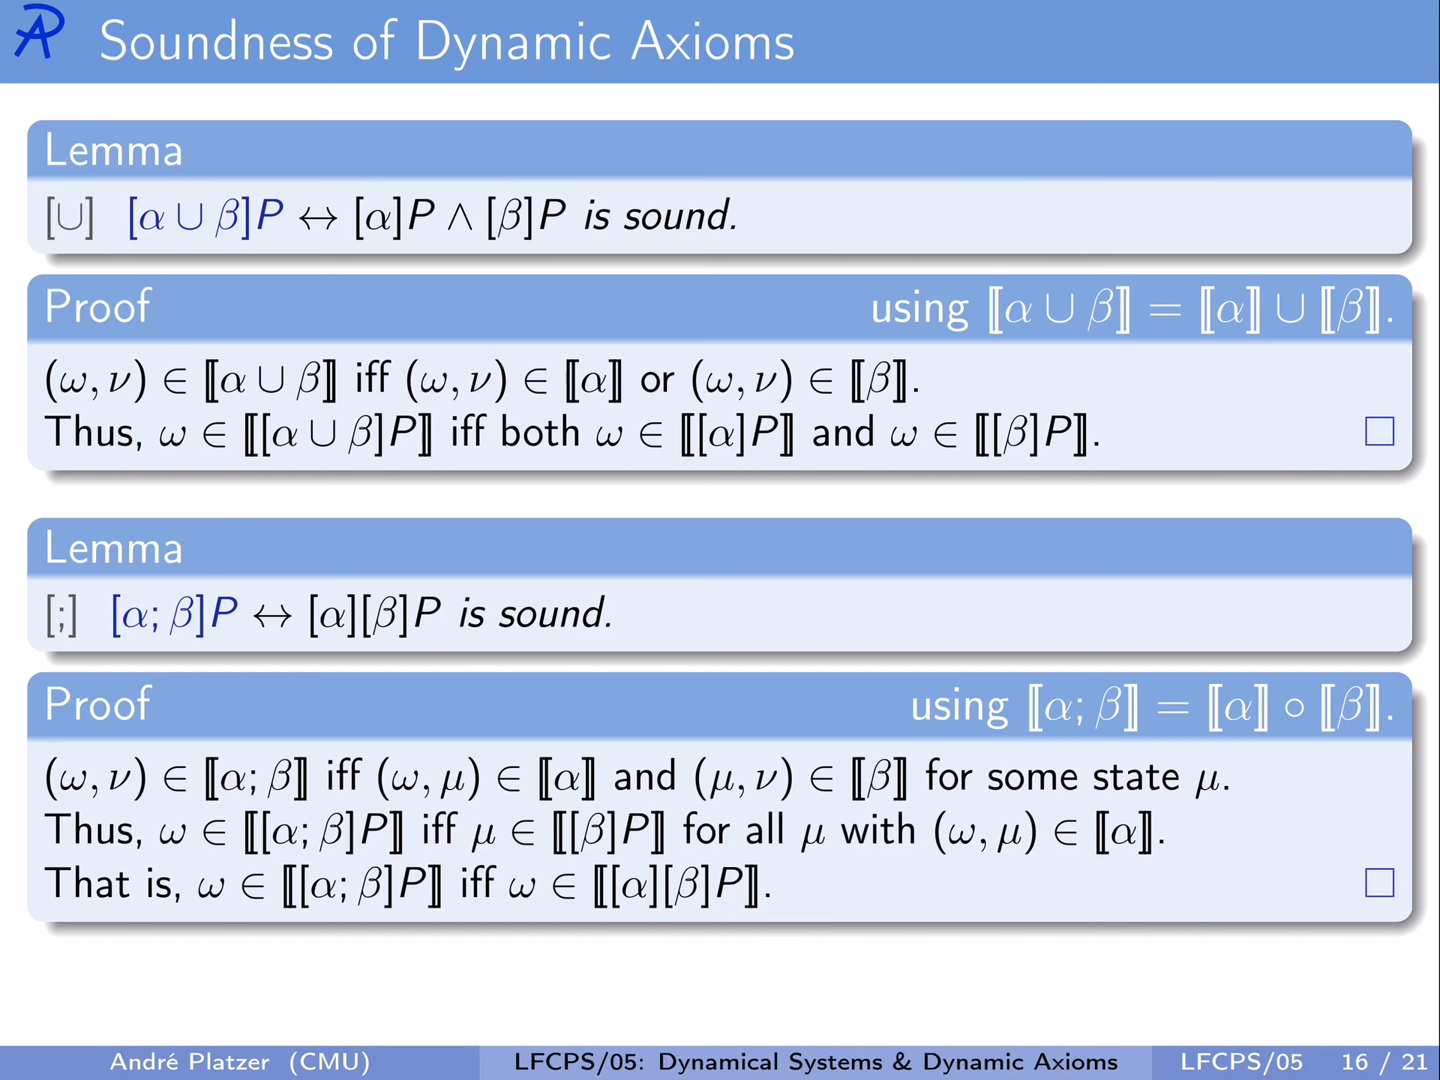 Soundness of Dynamic Axioms
Lemma
[∪] [α ∪ β]P ↔ [α]P ∧ [β]P is sound.
Proof using ⟦α ∪ β⟧ = ⟦α⟧ ∪ ⟦β⟧.
(ω, ν) ∈ ⟦α ∪ β⟧ iff (ω, ν) ∈ ⟦α⟧ or (ω, ν) ∈ ⟦β⟧.
Thus, ω ∈ ⟦[α ∪ β]P⟧ iff both ω ∈ ⟦[α]P⟧ and ω ∈ ⟦[β]P⟧. □
Lemma
[;] [α; β]P ↔ [α][β]P is sound.
Proof using ⟦α; β⟧ = ⟦α⟧ ∘ ⟦β⟧.
(ω, ν) ∈ ⟦α; β⟧ iff (ω, μ) ∈ ⟦α⟧ and (μ, ν) ∈ ⟦β⟧ for some state μ.
Thus, ω ∈ ⟦[α; β]P⟧ iff μ ∈ ⟦[β]P⟧ for all μ with (ω, μ) ∈ ⟦α⟧.
That is, ω ∈ ⟦[α; β]P⟧ iff ω ∈ ⟦[α][β]P⟧. □
André Platzer (CMU) LFCPS/05: Dynamical Systems & Dynamic Axioms LFCPS/05 16 / 21